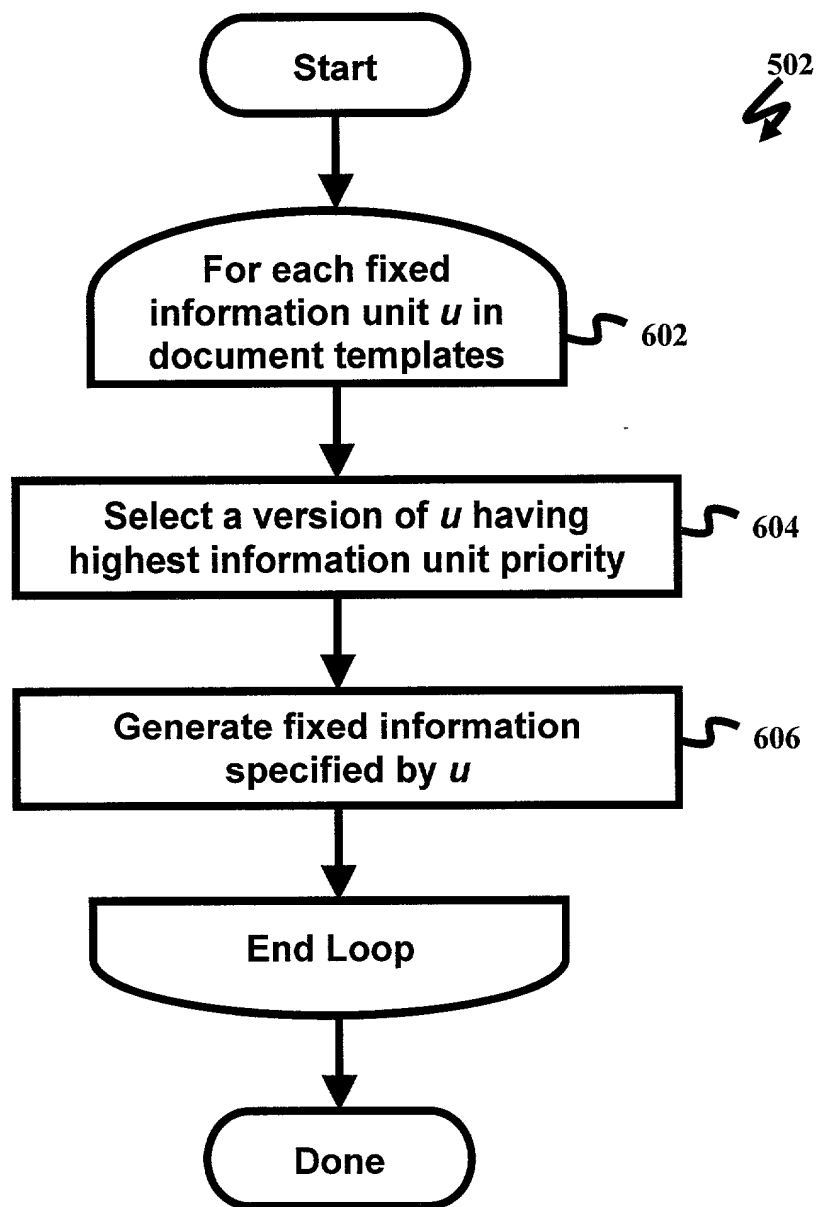 Start
502
For each fixed
information unit u in
document templates
602
Select a version of u having
highest information unit priority
604
Generate fixed information
specified by u
606
End Loop
Done